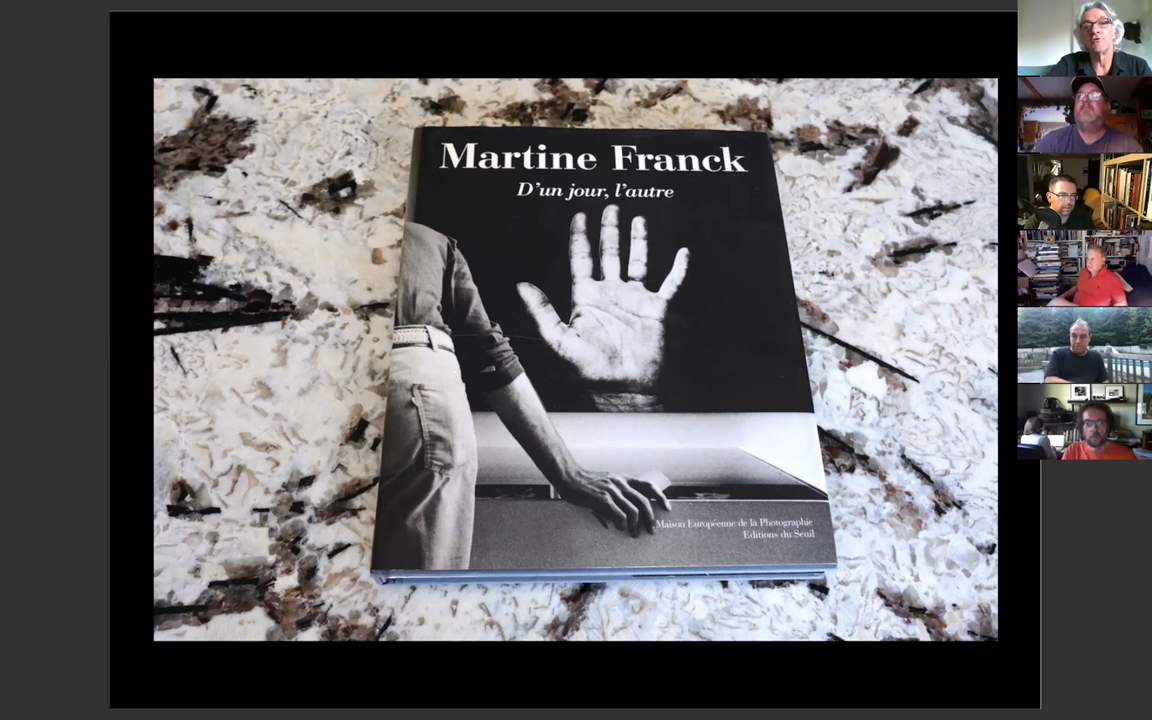 Martine Franck
D'un jour, l'autre
Maison Européenne de la Photographie
Editions du Seuil